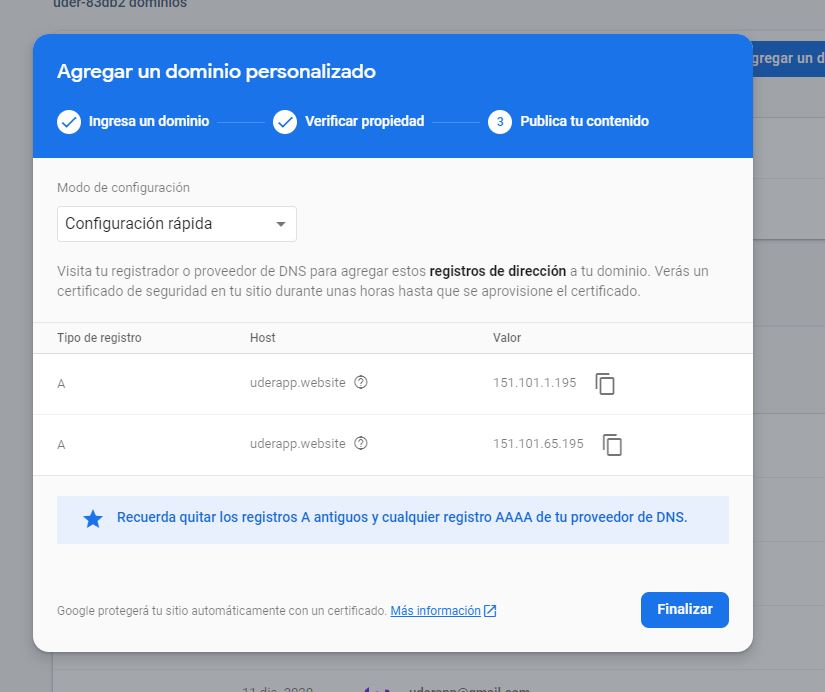 uder-83db2 dominios
Agregar un dominio personalizado
gregar un d
Ingresa un dominio
Verificar propiedad
3 Publica tu contenido
Modo de configuración
Configuración rápida
Visita tu registrador o proveedor de DNS para agregar estos registros de dirección a tu dominio. Verás un
certificado de seguridad en tu sitio durante unas horas hasta que se aprovisione el certificado.
Tipo de registro Host Valor
A uderapp.website 151.101.1.195
A uderapp.website 151.101.65.195
Recuerda quitar los registros A antiguos y cualquier registro AAAA de tu proveedor de DNS.
Google protegerá tu sitio automáticamente con un certificado. Más información
Finalizar
11 dic. 2020 uderapp@gmail.com